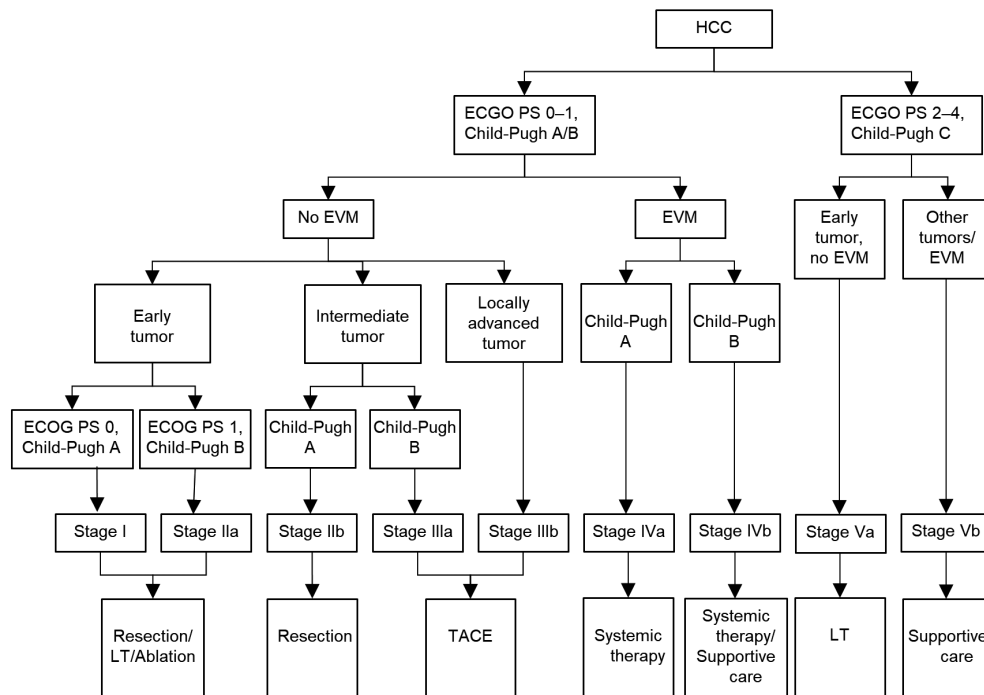 HCC
ECGO PS 0–1,
Child-Pugh A/B
ECGO PS 2–4,
Child-Pugh C
No EVM
EVM
Early
tumor,
no EVM
Other
tumors/
EVM
Early
tumor
Intermediate
tumor
Locally
advanced
tumor
Child-Pugh
A
Child-Pugh
B
ECOG PS 0,
Child-Pugh A
ECOG PS 1,
Child-Pugh B
Child-Pugh
A
Child-Pugh
B
Stage I
Stage IIa
Stage IIb
Stage IIIa
Stage IIIb
Stage IVa
Stage IVb
Stage Va
Stage Vb
Resection/
LT/Ablation
Resection
TACE
Systemic
therapy
Systemic
therapy/
Supportive
care
LT
Supportive
care